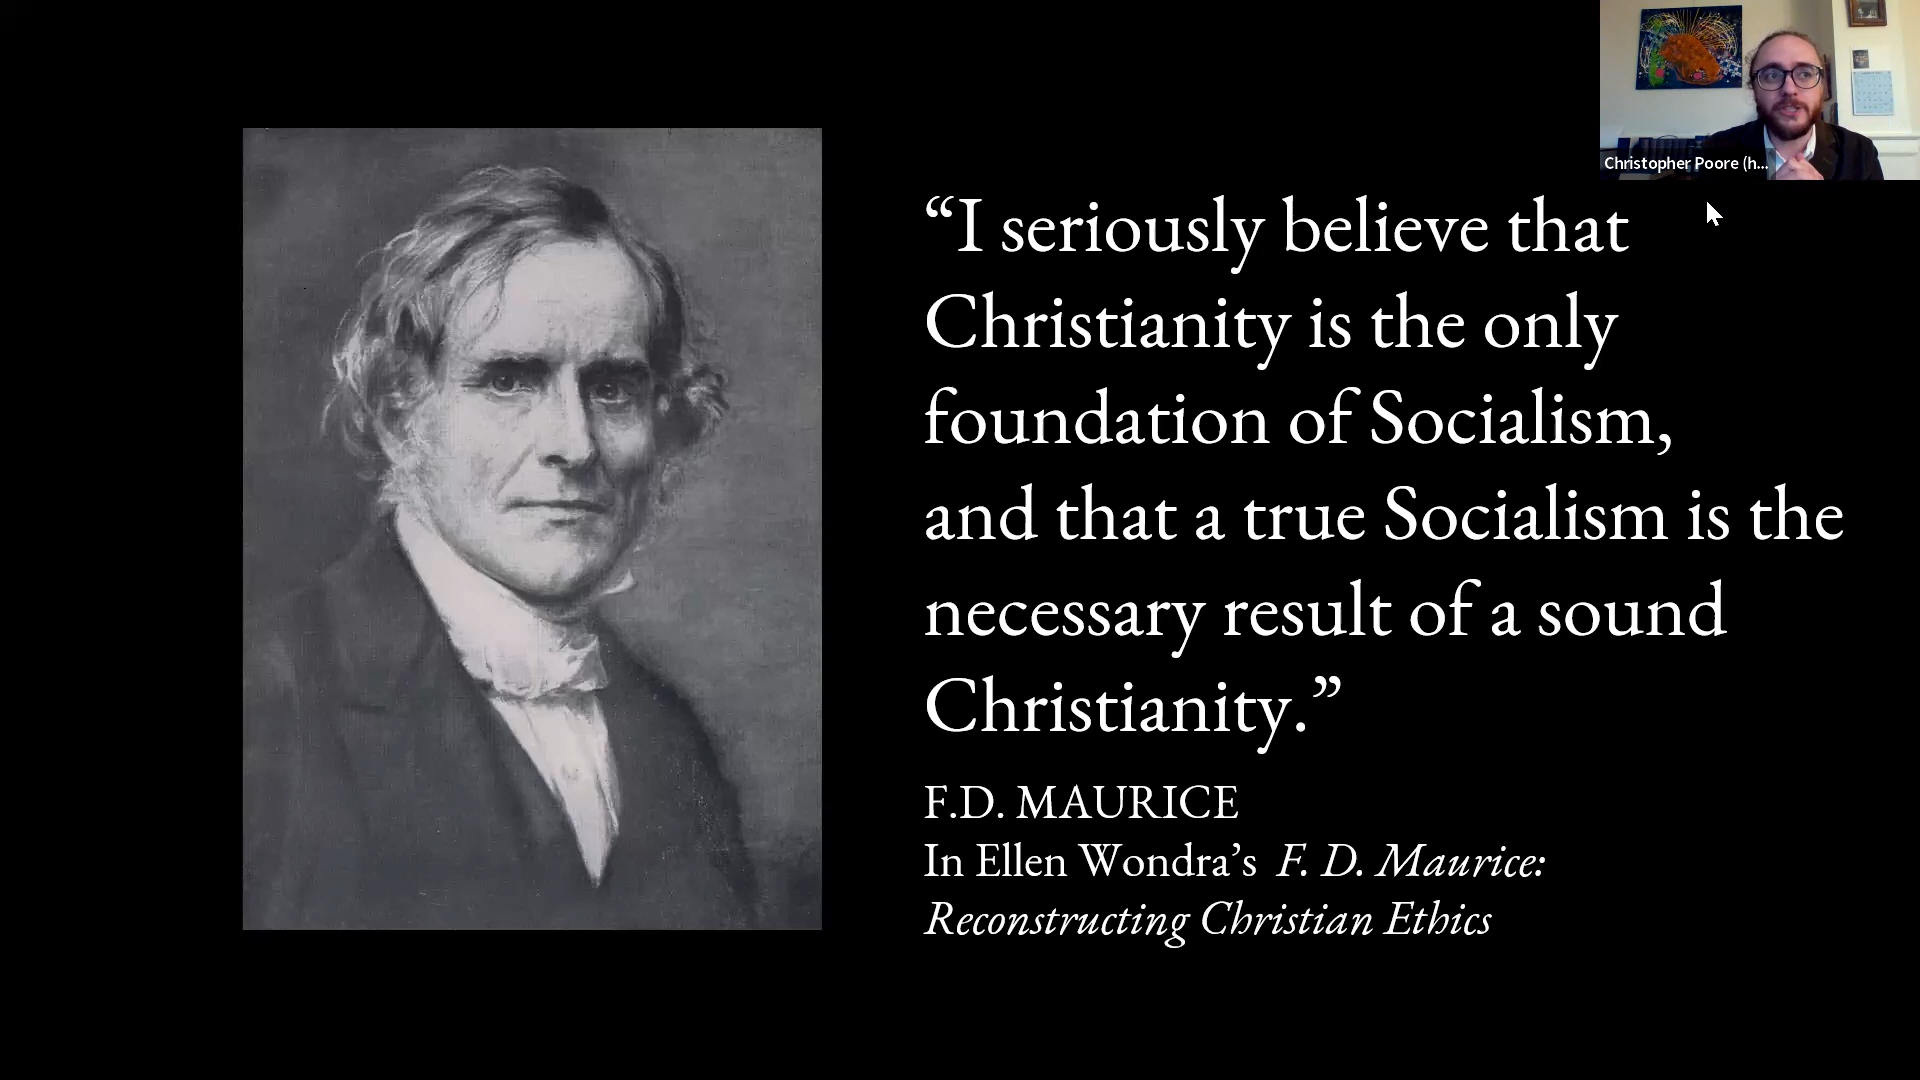 Christopher Poore (h...
“I seriously believe that
Christianity is the only
foundation of Socialism,
and that a true Socialism is the
necessary result of a sound
Christianity.”
F.D. MAURICE
In Ellen Wondra’s F. D. Maurice:
Reconstructing Christian Ethics